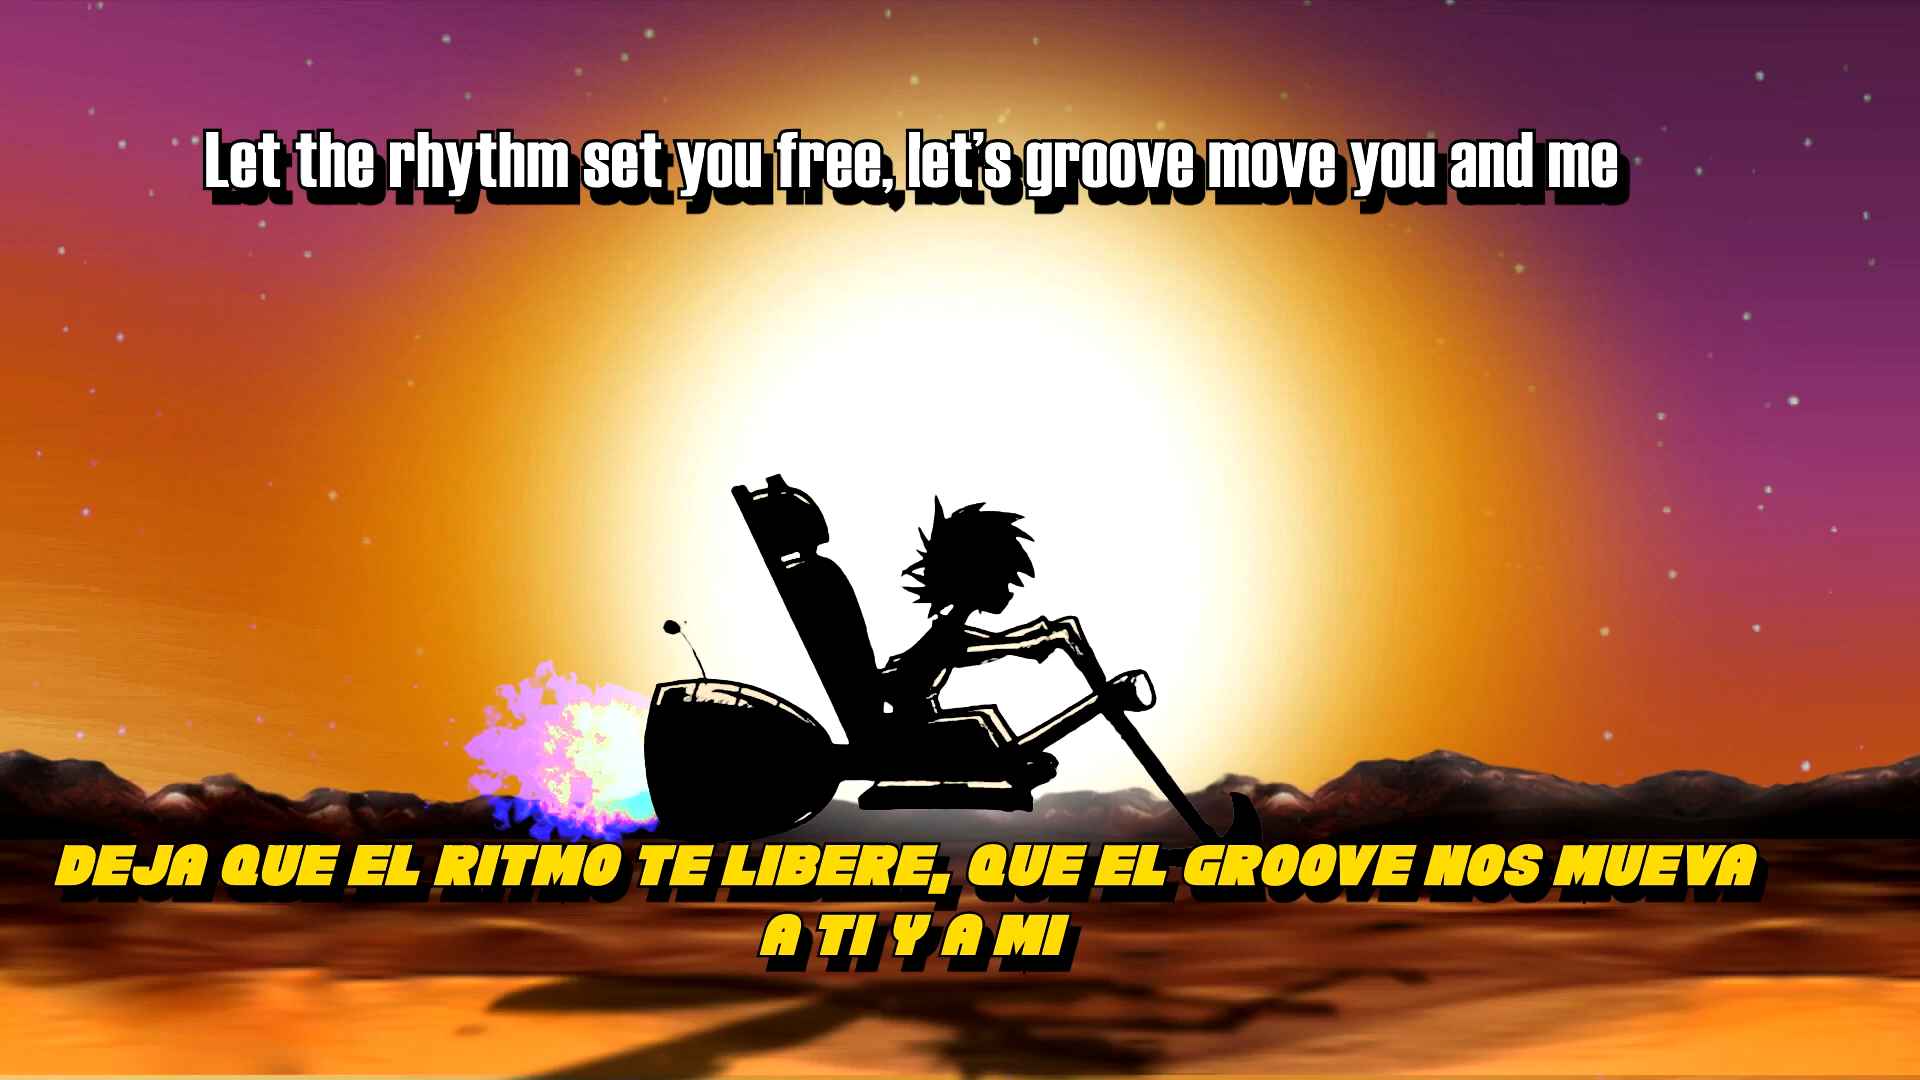 Let the rhythm set you free, let's groove move you and me
DEJA QUE EL RITMO TE LIBERE, QUE EL GROOVE NOS MUEVA
A TI Y A MI